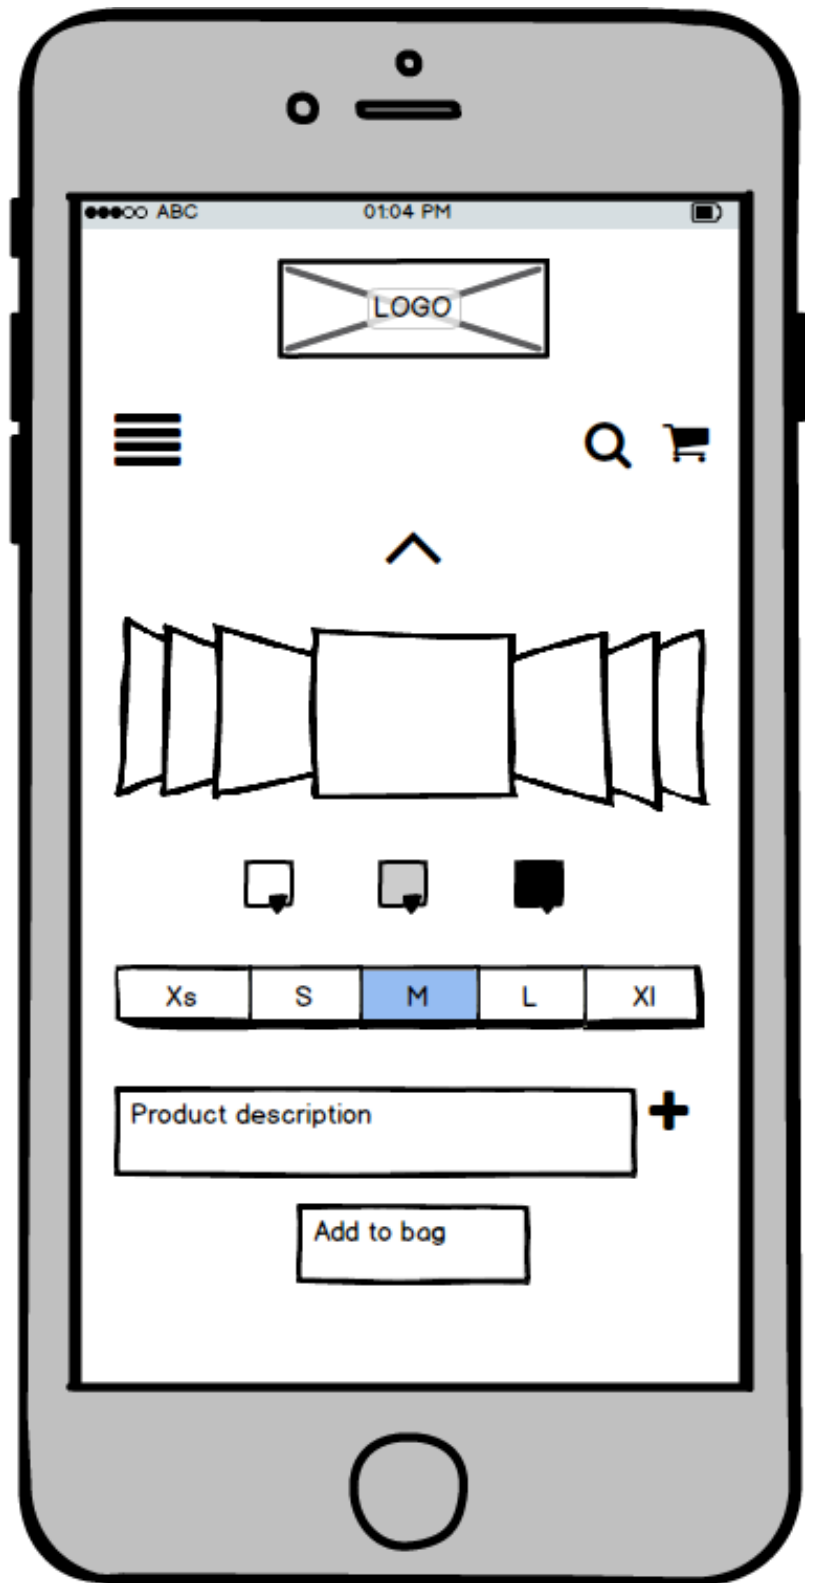 ABC 01:04 PM
LOGO
Xs S M L Xl
Product description
Add to bag